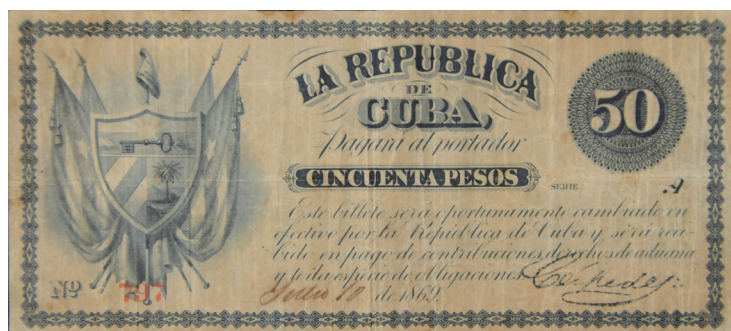 LA REPUBLICA
DE
CUBA,
50
Pagará al portador
CINCUENTA PESOS
SERIE A
Este billete será oportunamente cambiado en
efectivo por la República de Cuba y será reci-
bido en pago de contribuciones, derechos de aduana
y toda especie de obligaciones.
Céspedes
Julio 10 de 1869.
Nº 797